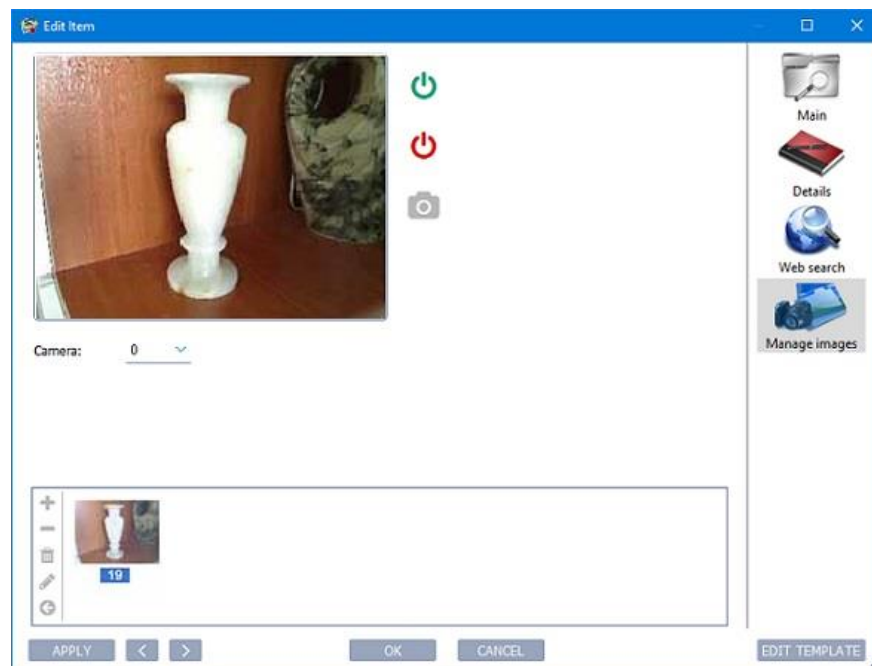 Edit Item
Main
Details
Web search
Manage images
Camera: 0
19
APPLY < > OK CANCEL EDIT TEMPLATE